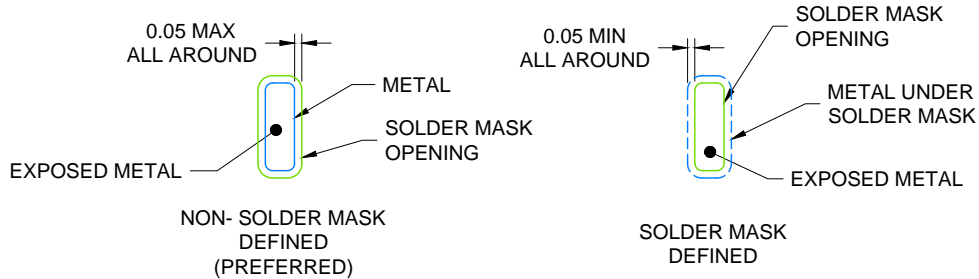 0.05 MAX
ALL AROUND
METAL
SOLDER MASK
OPENING
EXPOSED METAL
NON- SOLDER MASK
DEFINED
(PREFERRED)
0.05 MIN
ALL AROUND
SOLDER MASK
OPENING
METAL UNDER
SOLDER MASK
EXPOSED METAL
SOLDER MASK
DEFINED